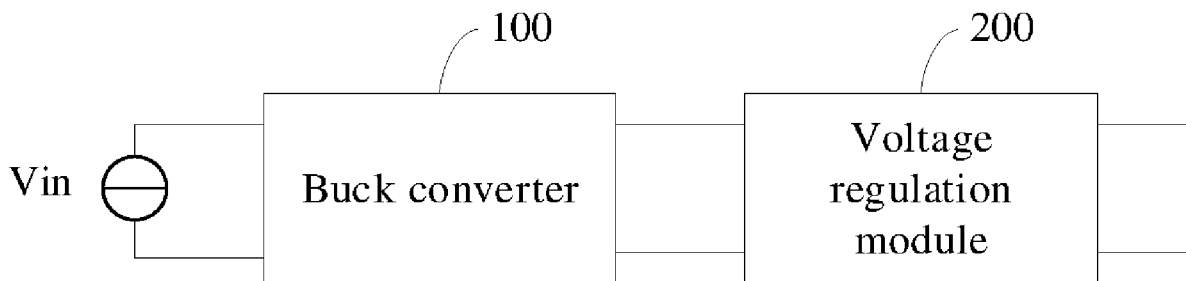 100
200
Vin
Buck converter
Voltage
regulation
module